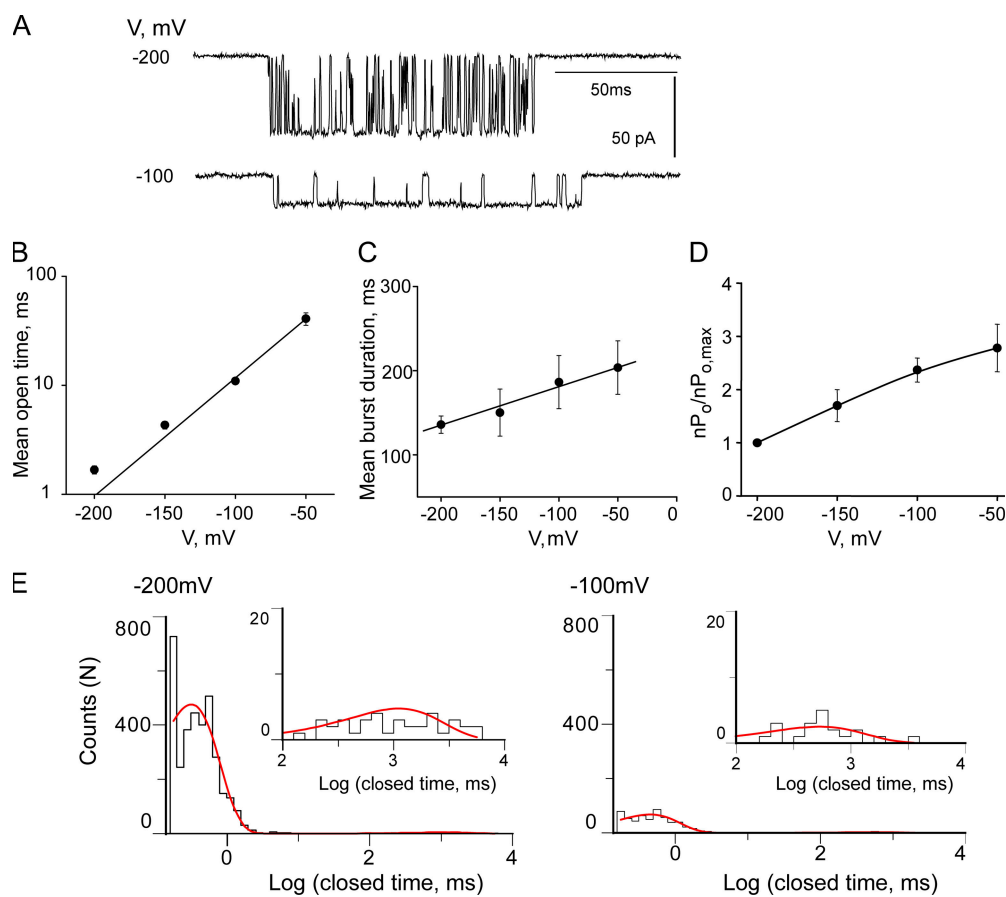 A
V, mV
-200
50ms
50 pA
-100
B
100
10
1
Mean open time, ms
-200 -150 -100 -50
V, mV
C
300
200
100
Mean burst duration, ms
-200 -150 -100 -50 0
V,mV
D
4
3
2
1
0
nPo/nPo,max
-200 -150 -100 -50
V, mV
E
-200mV
800
400
0
Counts (N)
0 2 4
Log (closed time, ms)
20
0
2 3 4
Log (closed time, ms)
-100mV
800
400
0
0 2 4
Log (closed time, ms)
20
0
2 3 4
Log (closed time, ms)